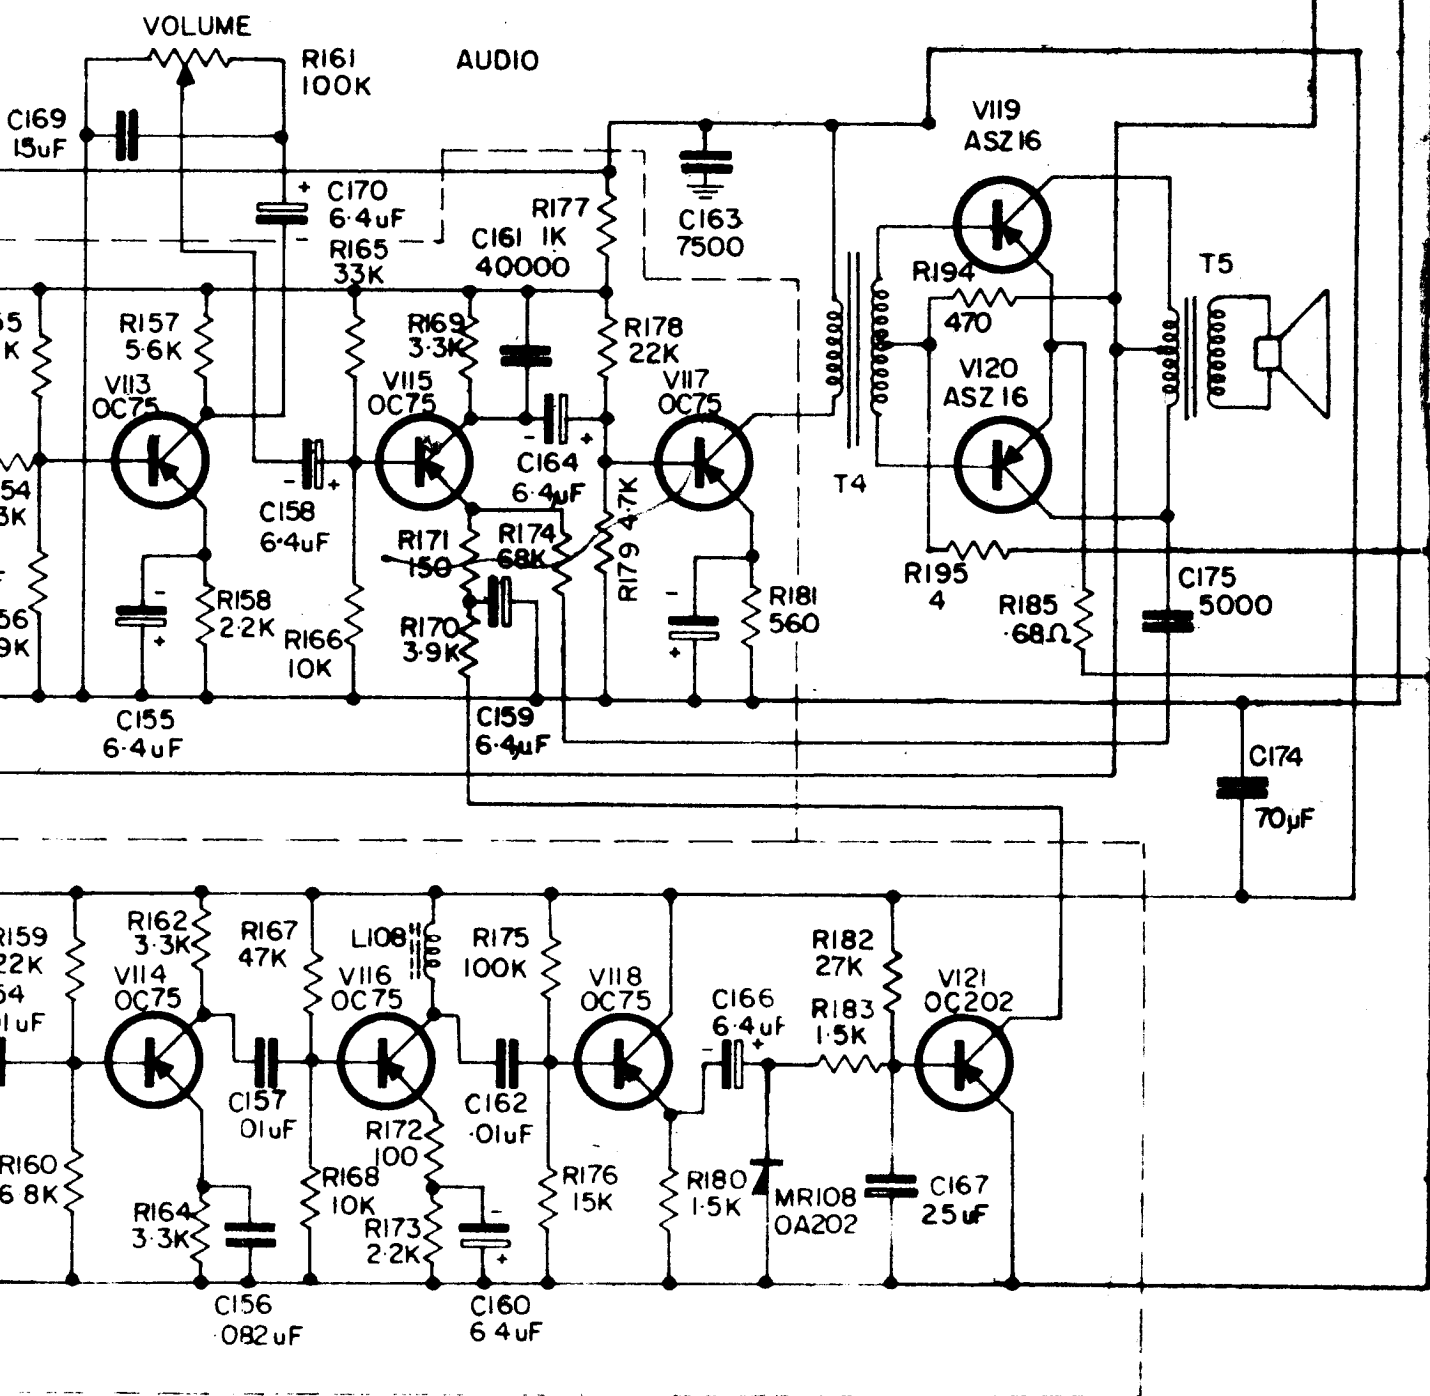 VOLUME
R161
100K
AUDIO
C169
.15uF
C170
6.4uF
R165
33K
R177
1K
C161
40000
C163
7500
V119
ASZ16
R194
470
T5
R157
5.6K
V113
OC75
R169
3.3K
V115
OC75
R178
22K
V117
OC75
V120
ASZ16
T4
C158
6.4uF
C164
6.4µF
R171
150
R174
68K
R179 4.7K
R195
4
C175
5000
R185
.68Ω
R158
2.2K
R166
10K
R170
3.9K
R181
560
C155
6.4uF
C159
6.4µF
C174
70µF
R159
22K
R162
3.3K
R167
47K
L108
R175
100K
R182
27K
V114
OC75
V116
OC75
V118
OC75
C166
6.4uF
R183
1.5K
V121
OC202
C157
.01uF
C162
.01uF
R172
100
R160
6.8K
R164
3.3K
R168
10K
R173
2.2K
R176
15K
R180
1.5K
MR108
OA202
C167
25uF
C156
.082uF
C160
6.4uF